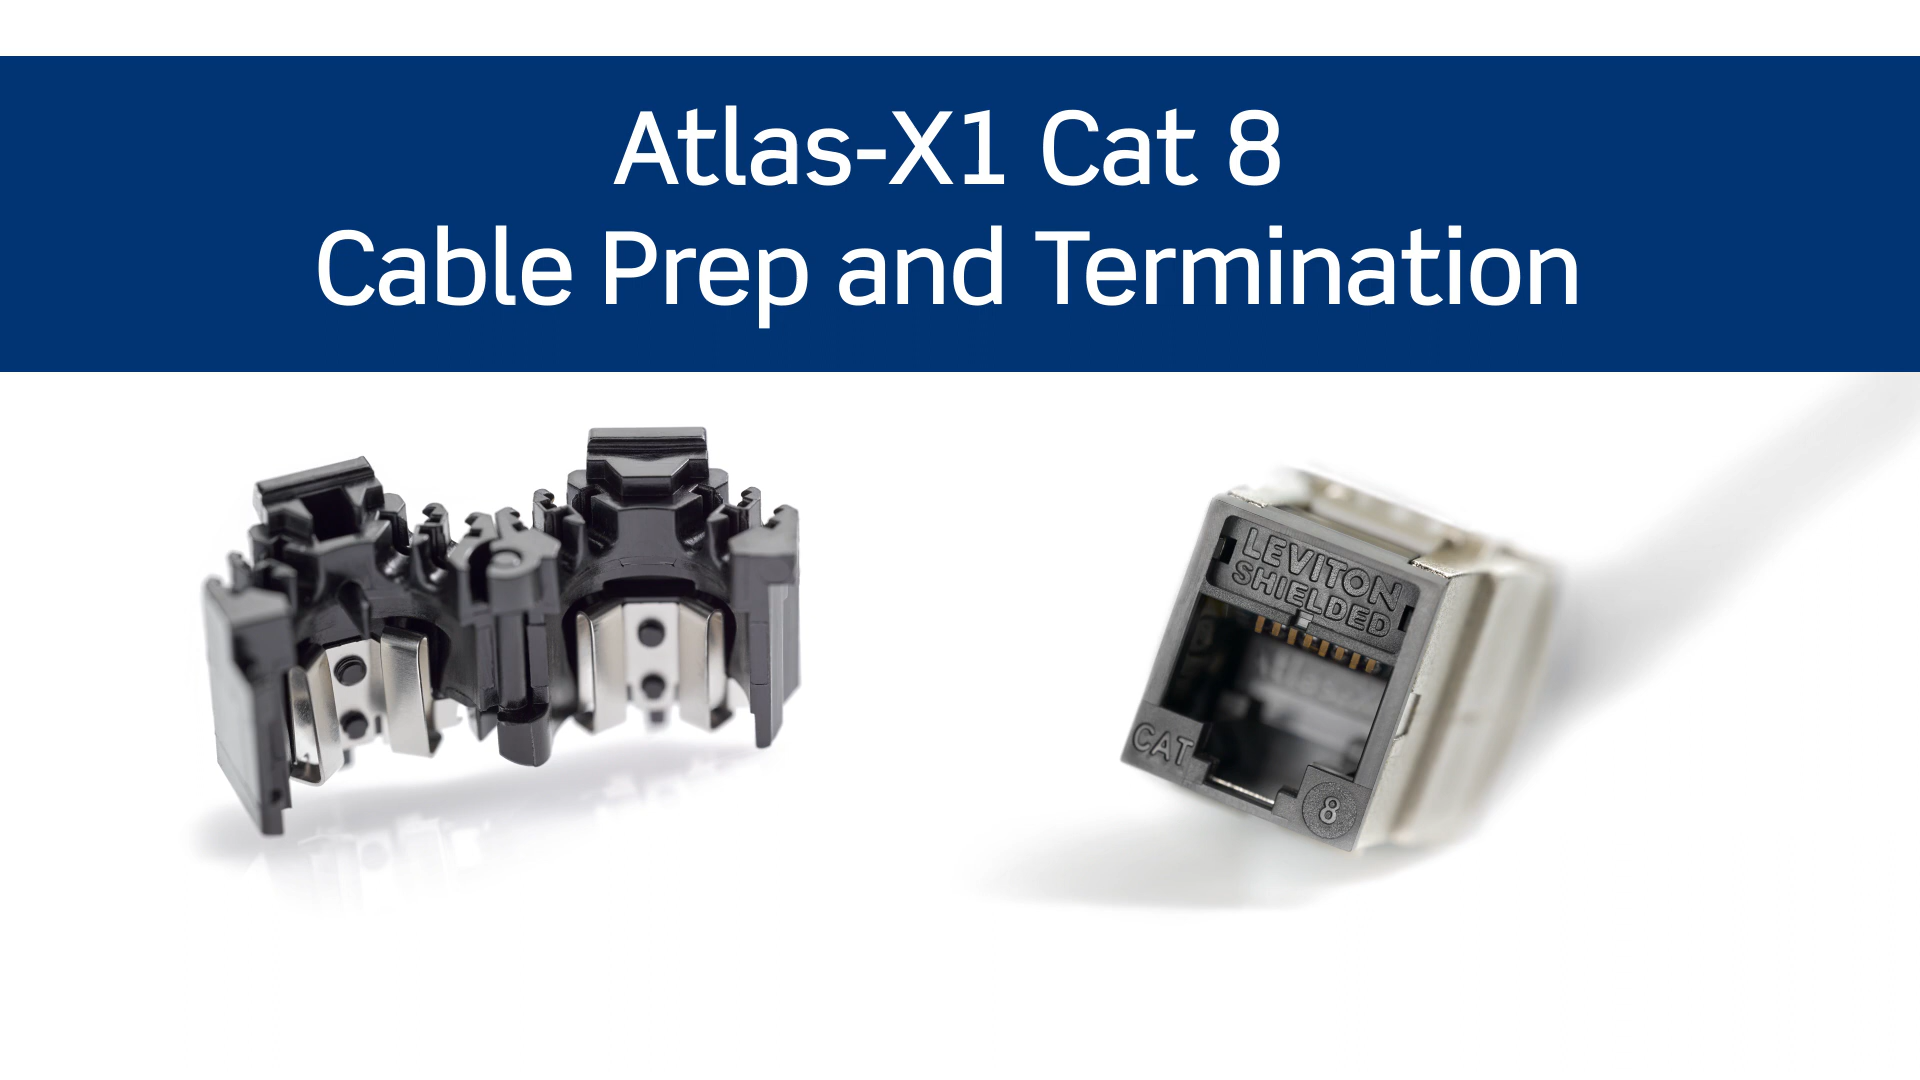 Atlas-X1 Cat 8
Cable Prep and Termination
LEVITON
SHIELDED
CAT
8